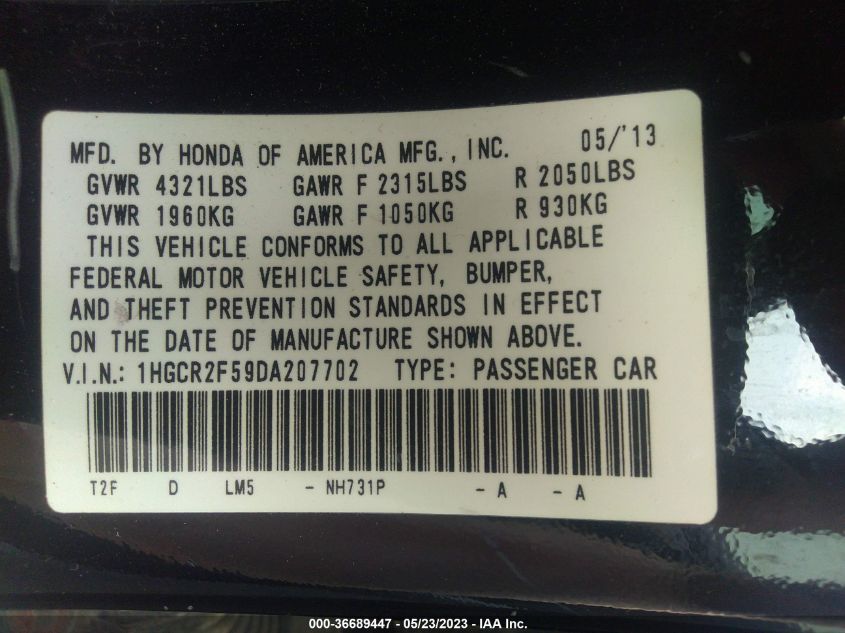 MFD. BY HONDA OF AMERICA MFG., INC. 05/'13
GVWR 4321LBS GAWR F 2315LBS R 2050LBS
GVWR 1960KG GAWR F 1050KG R 930KG
THIS VEHICLE CONFORMS TO ALL APPLICABLE
FEDERAL MOTOR VEHICLE SAFETY, BUMPER,
AND THEFT PREVENTION STANDARDS IN EFFECT
ON THE DATE OF MANUFACTURE SHOWN ABOVE.
V.I.N.: 1HGCR2F59DA207702 TYPE: PASSENGER CAR
T2F D LM5 - NH731P - A - A
000-36689447 - 05/23/2023 - IAA Inc.